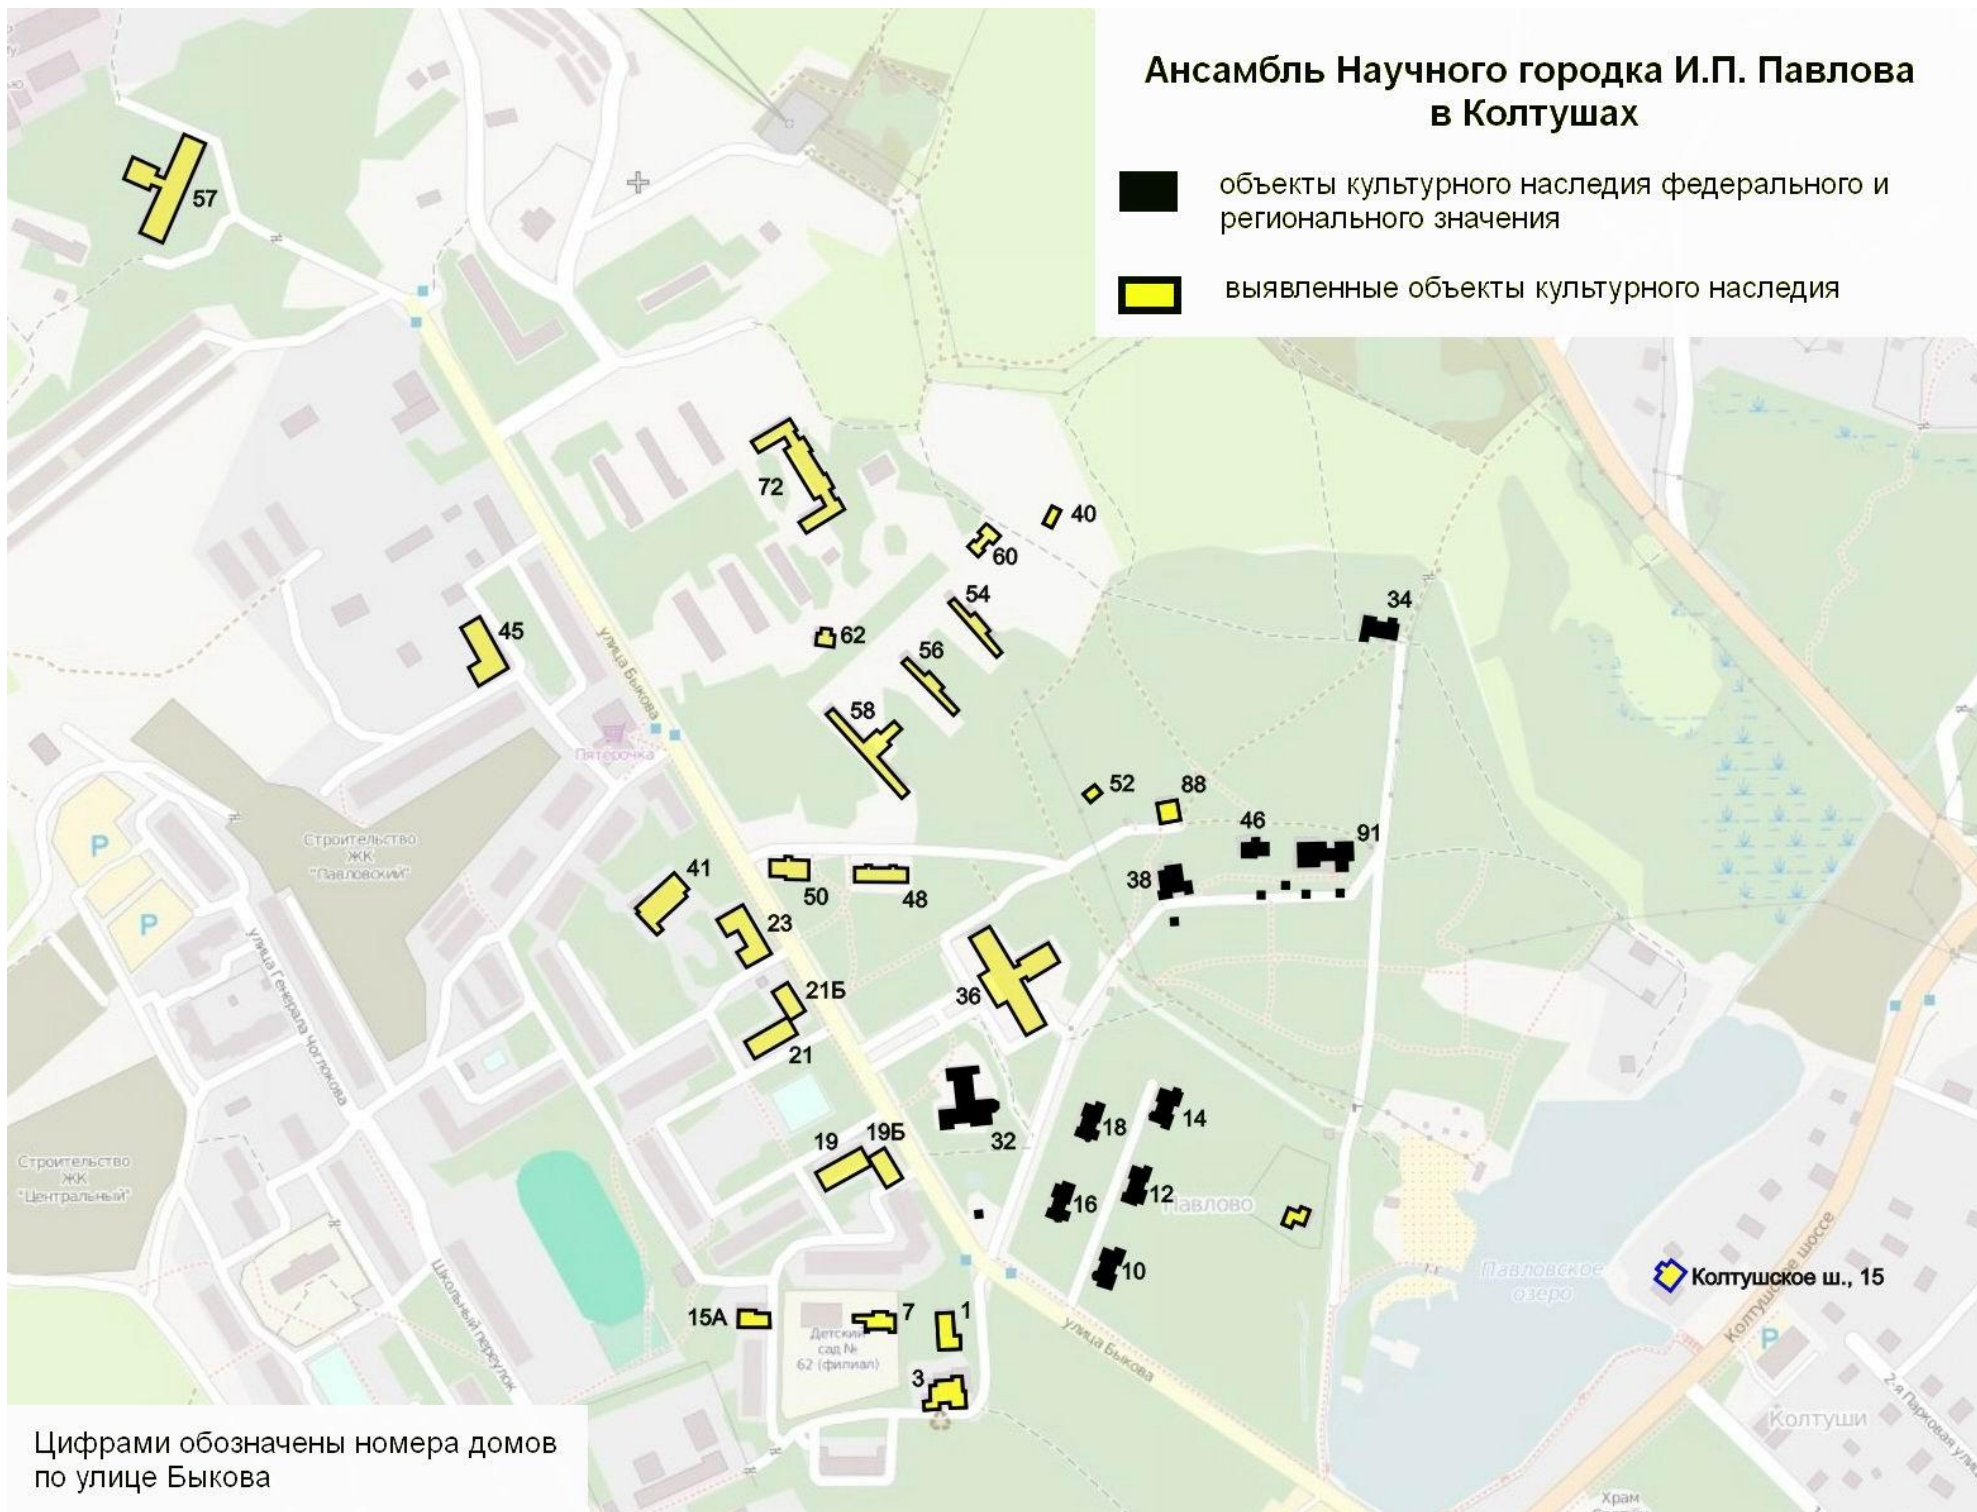 Ансамбль Научного городка И.П. Павлова
в Колтушах
объекты культурного наследия федерального и
регионального значения
выявленные объекты культурного наследия
57
72
40
60
54
34
45
62
56
58
улица Быкова
Пятёрочка
52
88
46
91
P
Строительство
ЖК
"Павловский"
41
50
48
38
P
23
улица Генерала Чоглокова
21Б
36
21
14
18
32
19
19Б
Строительство
ЖК
"Центральный"
16
12
Павлово
10
Павловское
озеро
Колтушское ш., 15
Колтушское шоссе
Школьный переулок
15А
7
1
Детский
сад №
62 (филиал)
улица Быкова
P
3
2-я Парковая улица
Колтуши
Цифрами обозначены номера домов
по улице Быкова
Храм